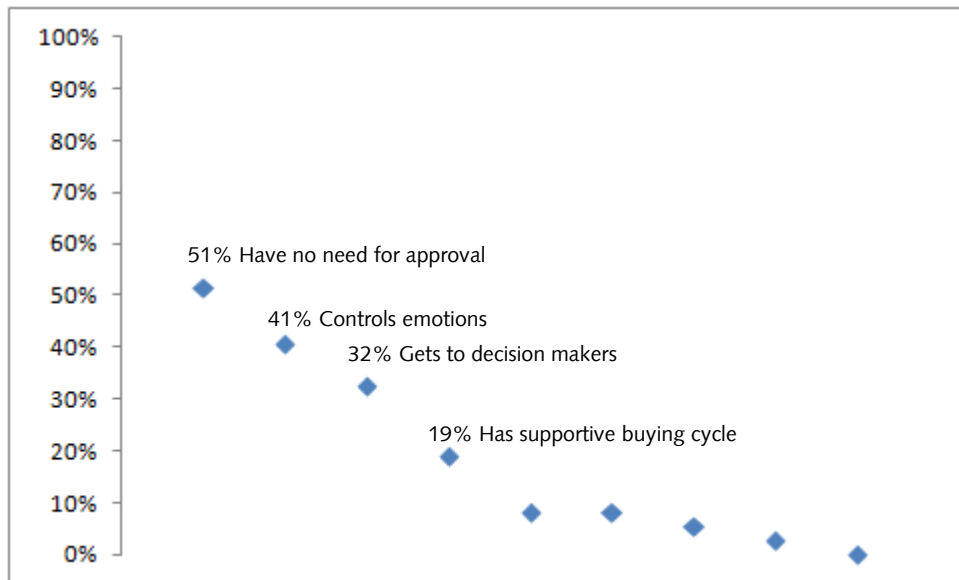 100%
90%
80%
70%
60%
51% Have no need for approval
50%
41% Controls emotions
40%
32% Gets to decision makers
30%
19% Has supportive buying cycle
20%
10%
0%